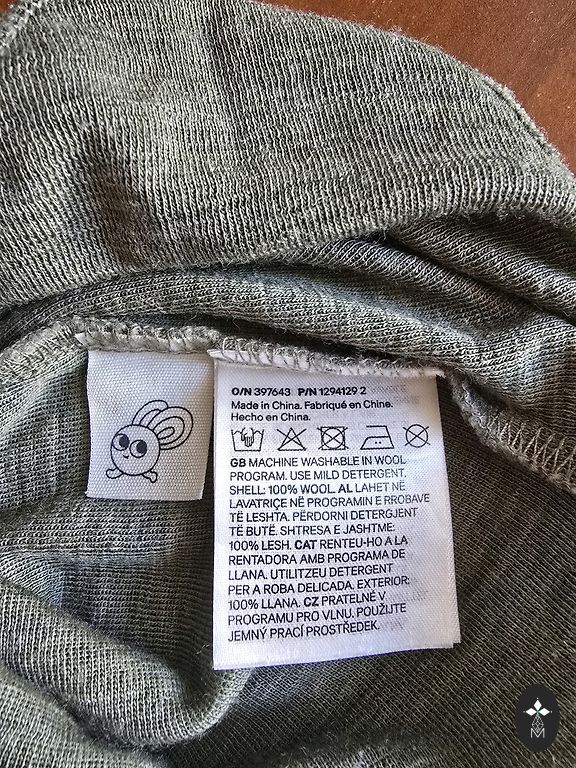 O/N 397643 P/N 1294129 2
Made in China. Fabriqué en Chine.
Hecho en China.
GB MACHINE WASHABLE IN WOOL
PROGRAM. USE MILD DETERGENT.
SHELL: 100% WOOL. AL LAHET NË
LAVATRIÇE NË PROGRAMIN E RROBAVE
TË LESHTA. PËRDORNI DETERGJENT
TË BUTË. SHTRESA E JASHTME:
100% LESH. CAT RENTEU-HO A LA
RENTADORA AMB PROGRAMA DE
LLANA. UTILITZEU DETERGENT
PER A ROBA DELICADA. EXTERIOR:
100% LLANA. CZ PRATELNÉ V
PROGRAMU PRO VLNU. POUŽIJTE
JEMNÝ PRACÍ PROSTŘEDEK.
M